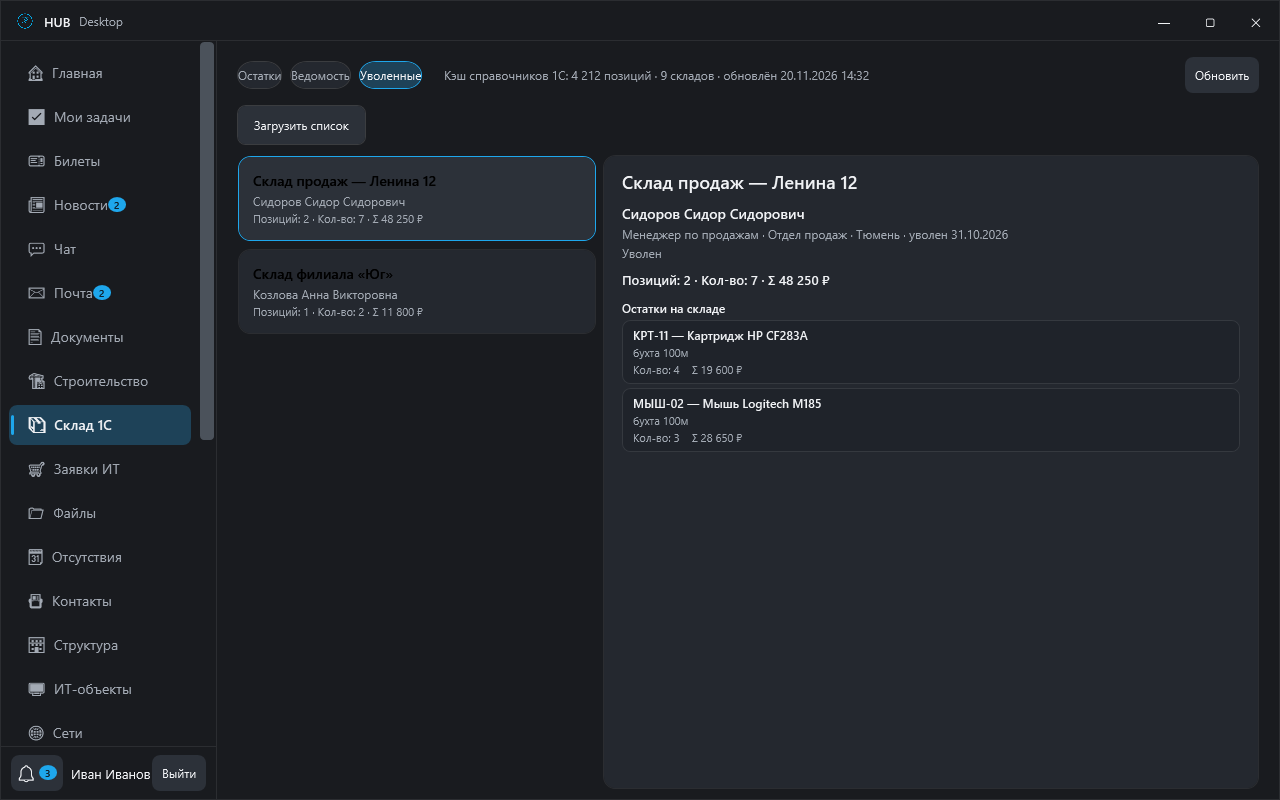 HUB Desktop
Главная
Мои задачи
Билеты
Новости 2
Чат
Почта 2
Документы
Строительство
Склад 1С
Заявки ИТ
Файлы
31 Отсутствия
Контакты
Структура
ИТ-объекты
Сети
3 Иван Иванов Выйти
Остатки Ведомость Уволенные Кэш справочников 1С: 4 212 позиций · 9 складов · обновлён 20.11.2026 14:32 Обновить
Загрузить список
Склад продаж — Ленина 12
Сидоров Сидор Сидорович
Позиций: 2 · Кол-во: 7 · Σ 48 250 ₽
Склад филиала «Юг»
Козлова Анна Викторовна
Позиций: 1 · Кол-во: 2 · Σ 11 800 ₽
Склад продаж — Ленина 12
Сидоров Сидор Сидорович
Менеджер по продажам · Отдел продаж · Тюмень · уволен 31.10.2026
Уволен
Позиций: 2 · Кол-во: 7 · Σ 48 250 ₽
Остатки на складе
КРТ-11 — Картридж HP CF283A
бухта 100м
Кол-во: 4 Σ 19 600 ₽
МЫШ-02 — Мышь Logitech M185
бухта 100м
Кол-во: 3 Σ 28 650 ₽